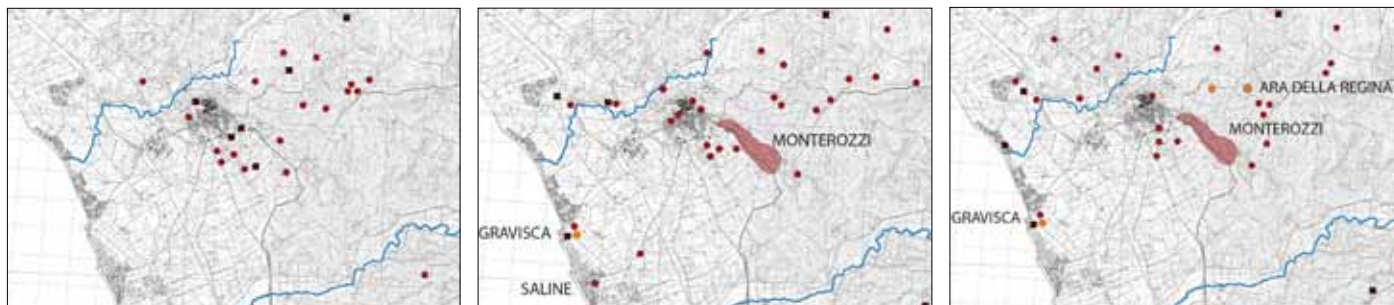 MONTEROZZI
GRAVISCA
SALINE
ARA DELLA REGINA
MONTEROZZI
GRAVISCA